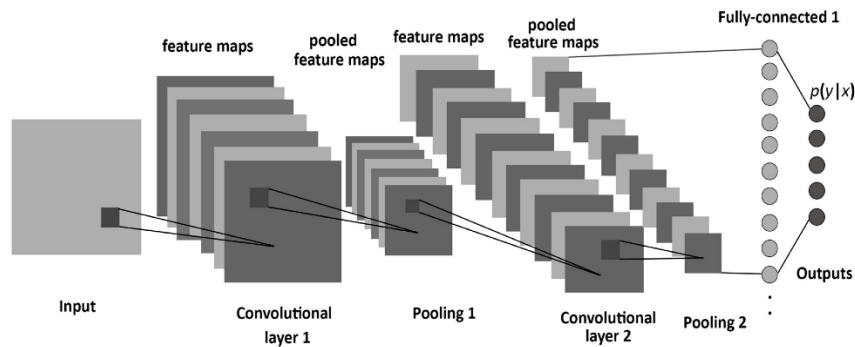 feature maps
pooled
feature maps
feature maps
pooled
feature maps
Fully-connected 1
p(y|x)
Input
Convolutional
layer 1
Pooling 1
Convolutional
layer 2
Pooling 2
Outputs